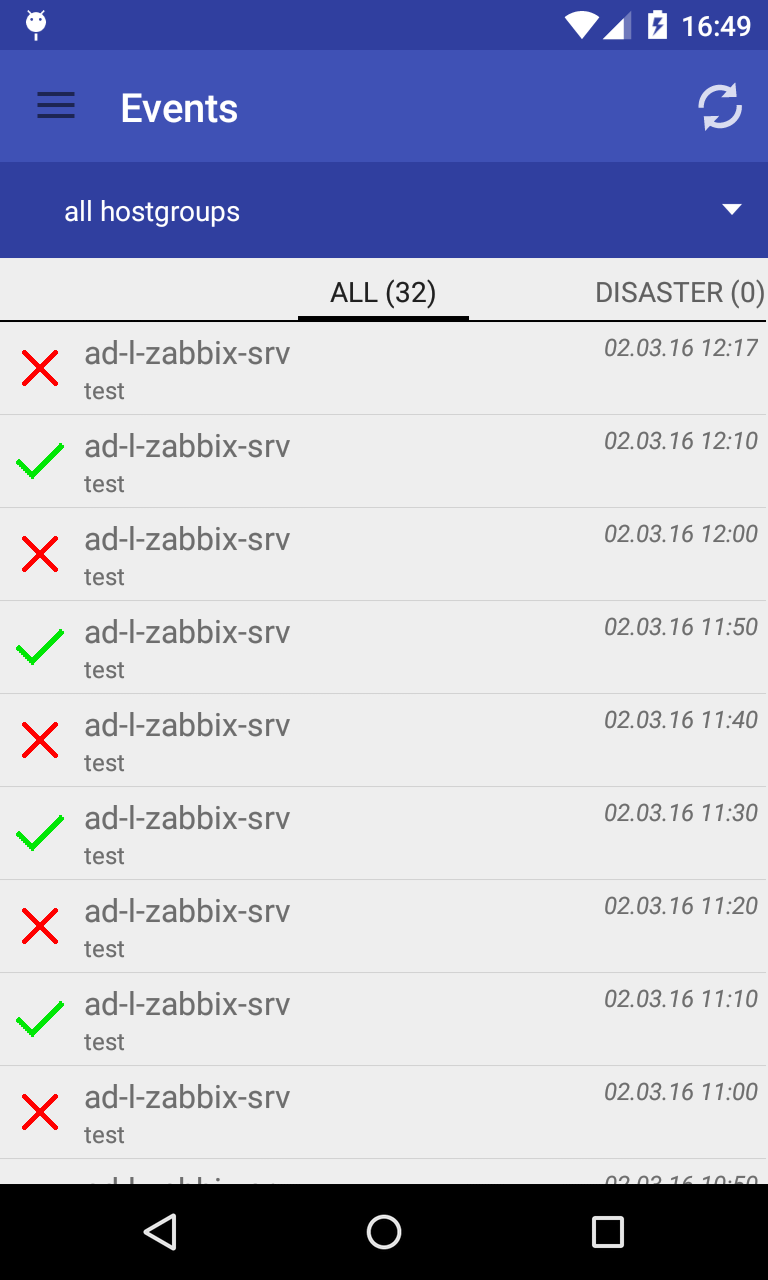 16:49
Events
all hostgroups
ALL (32)
DISASTER (0)
ad-l-zabbix-srv
02.03.16 12:17
test
ad-l-zabbix-srv
02.03.16 12:10
test
ad-l-zabbix-srv
02.03.16 12:00
test
ad-l-zabbix-srv
02.03.16 11:50
test
ad-l-zabbix-srv
02.03.16 11:40
test
ad-l-zabbix-srv
02.03.16 11:30
test
ad-l-zabbix-srv
02.03.16 11:20
test
ad-l-zabbix-srv
02.03.16 11:10
test
ad-l-zabbix-srv
02.03.16 11:00
test